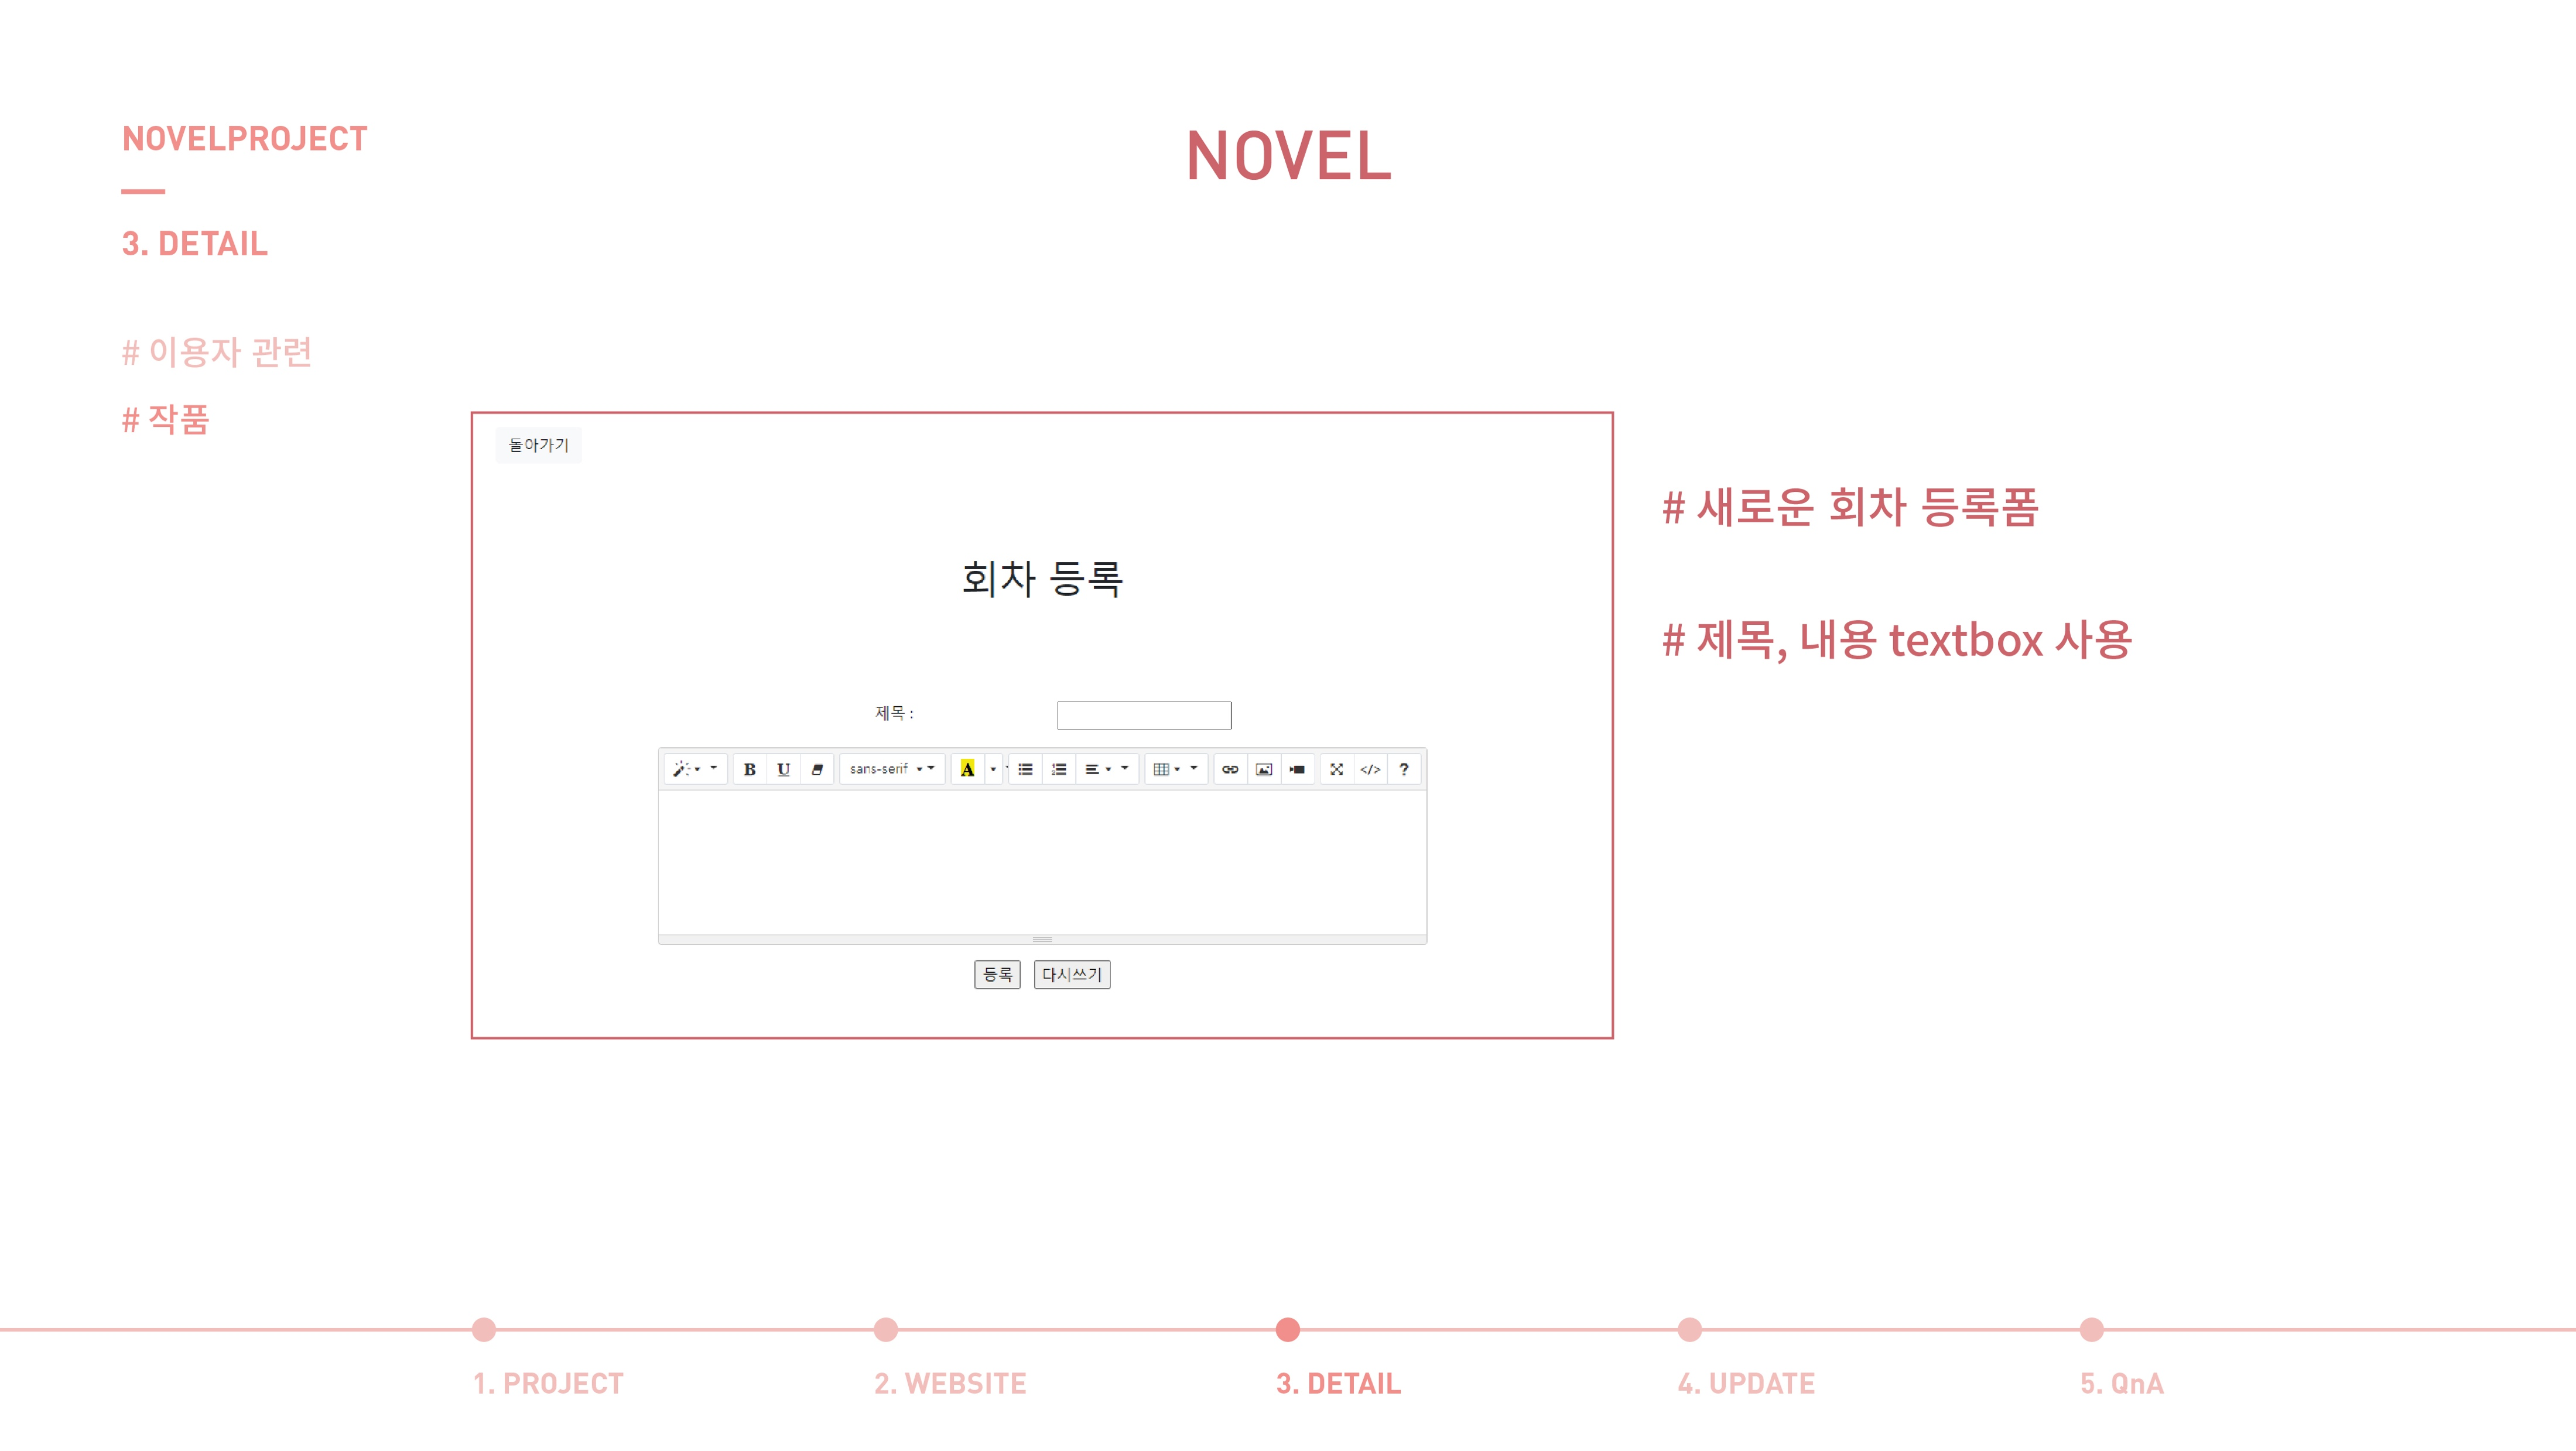 NOVELPROJECT
NOVEL
3. DETAIL
# 이용자 관련
# 작품
돌아가기
회차 등록
제목 :
B U sans-serif A </> ?
등록 다시쓰기
# 새로운 회차 등록폼
# 제목, 내용 textbox 사용
1. PROJECT
2. WEBSITE
3. DETAIL
4. UPDATE
5. QnA